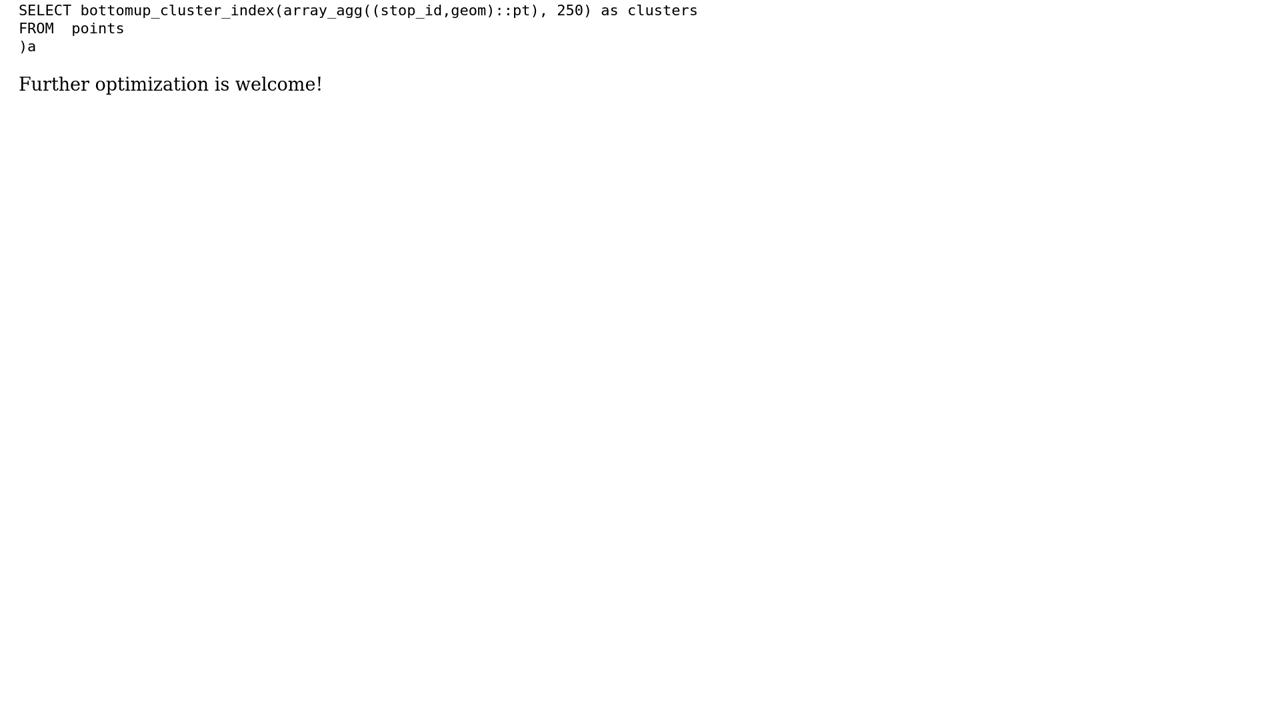 SELECT bottomup_cluster_index(array_agg((stop_id,geom)::pt), 250) as clusters
FROM  points
)a
Further optimization is welcome!